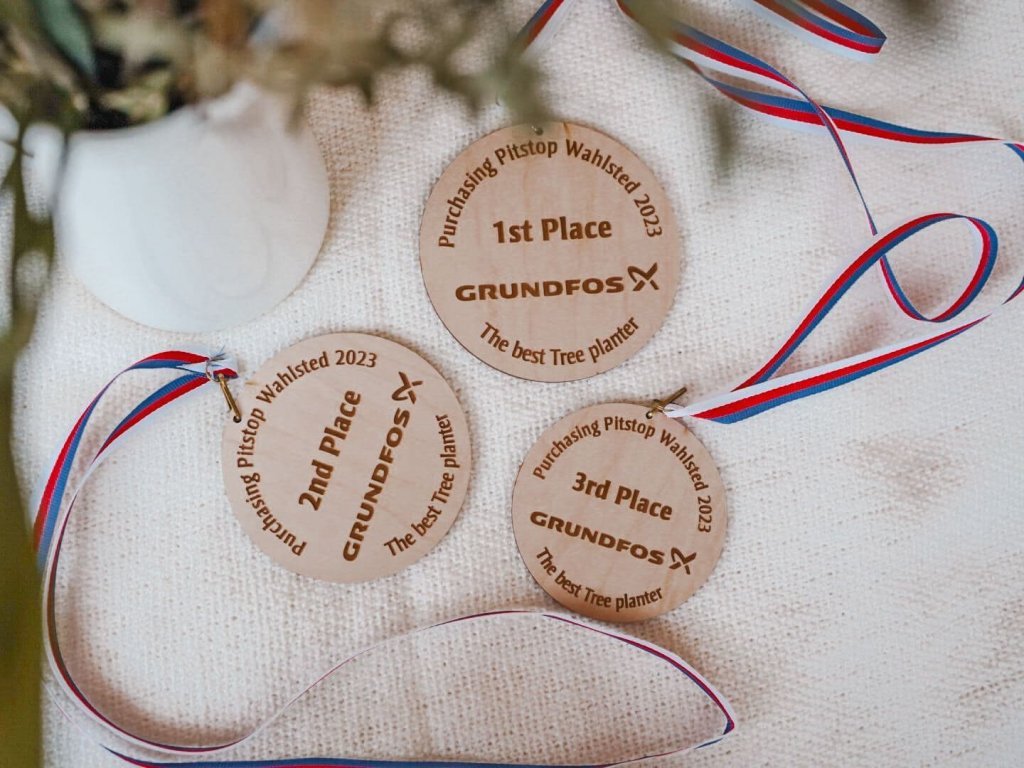 Purchasing Pitstop Wahlsted 2023
1st Place
GRUNDFOS
The best Tree planter
Purchasing Pitstop Wahlsted 2023
2nd Place
GRUNDFOS
The best Tree planter
Purchasing Pitstop Wahlsted 2023
3rd Place
GRUNDFOS
The best Tree planter